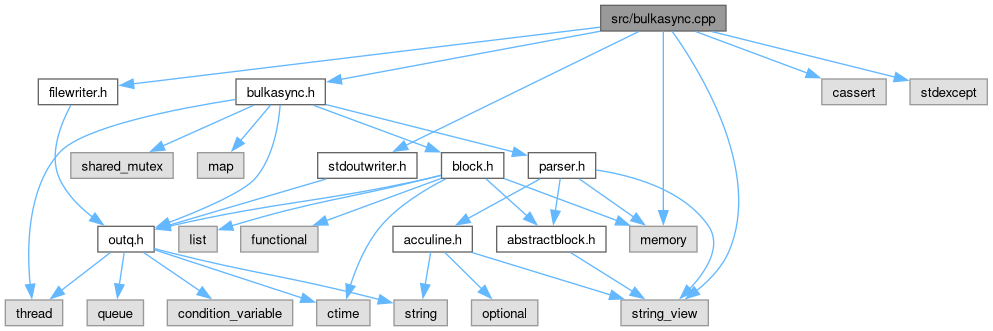 src/bulkasync.cpp
filewriter.h
bulkasync.h
cassert
stdexcept
shared_mutex
map
stdoutwriter.h
block.h
parser.h
outq.h
list
functional
acculine.h
abstractblock.h
memory
thread
queue
condition_variable
ctime
string
optional
string_view